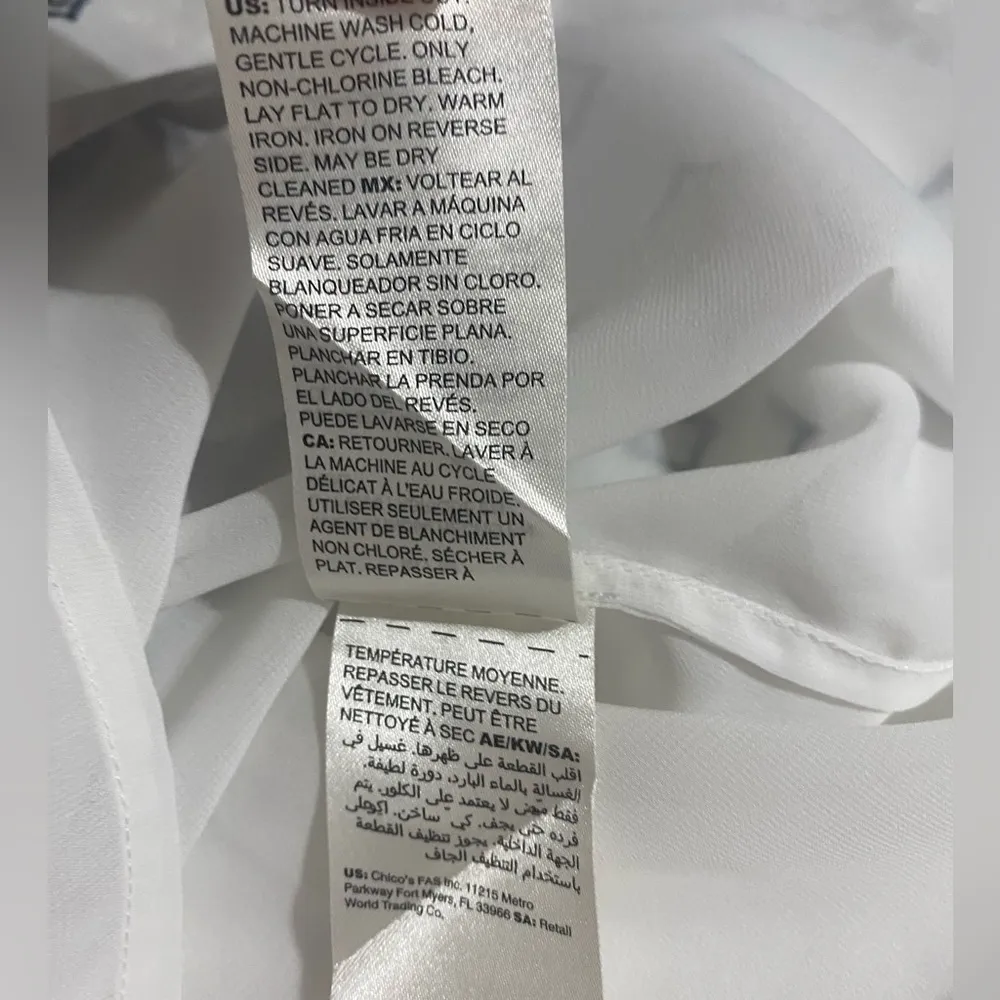 US: TURN INSIDE OUT.
MACHINE WASH COLD,
GENTLE CYCLE. ONLY
NON-CHLORINE BLEACH.
LAY FLAT TO DRY. WARM
IRON. IRON ON REVERSE
SIDE. MAY BE DRY
CLEANED MX: VOLTEAR AL
REVÉS. LAVAR A MÁQUINA
CON AGUA FRIA EN CICLO
SUAVE. SOLAMENTE
BLANQUEADOR SIN CLORO.
PONER A SECAR SOBRE
UNA SUPERFICIE PLANA.
PLANCHAR EN TIBIO.
PLANCHAR LA PRENDA POR
EL LADO DEL REVÉS.
PUEDE LAVARSE EN SECO
CA: RETOURNER. LAVER À
LA MACHINE AU CYCLE
DÉLICAT À L'EAU FROIDE.
UTILISER SEULEMENT UN
AGENT DE BLANCHIMENT
NON CHLORÉ. SÉCHER À
PLAT. REPASSER À
TEMPÉRATURE MOYENNE.
REPASSER LE REVERS DU
VÊTEMENT. PEUT ÊTRE
NETTOYÉ À SEC AE/KW/SA:
اقلب القطعة على ظهرها. غسيل في
الغسالة بالماء البارد، دورة لطيفة.
فقط مبيض لا يعتمد على الكلور. يتم
فرده حتى يجف. كي ساخن. اكوعلى
الجهة الداخلية. يجوز تنظيف القطعة
باستخدام التنظيف الجاف
US: Chico's FAS Inc. 11215 Metro
Parkway Fort Myers, FL 33966 SA: Retail
World Trading Co.